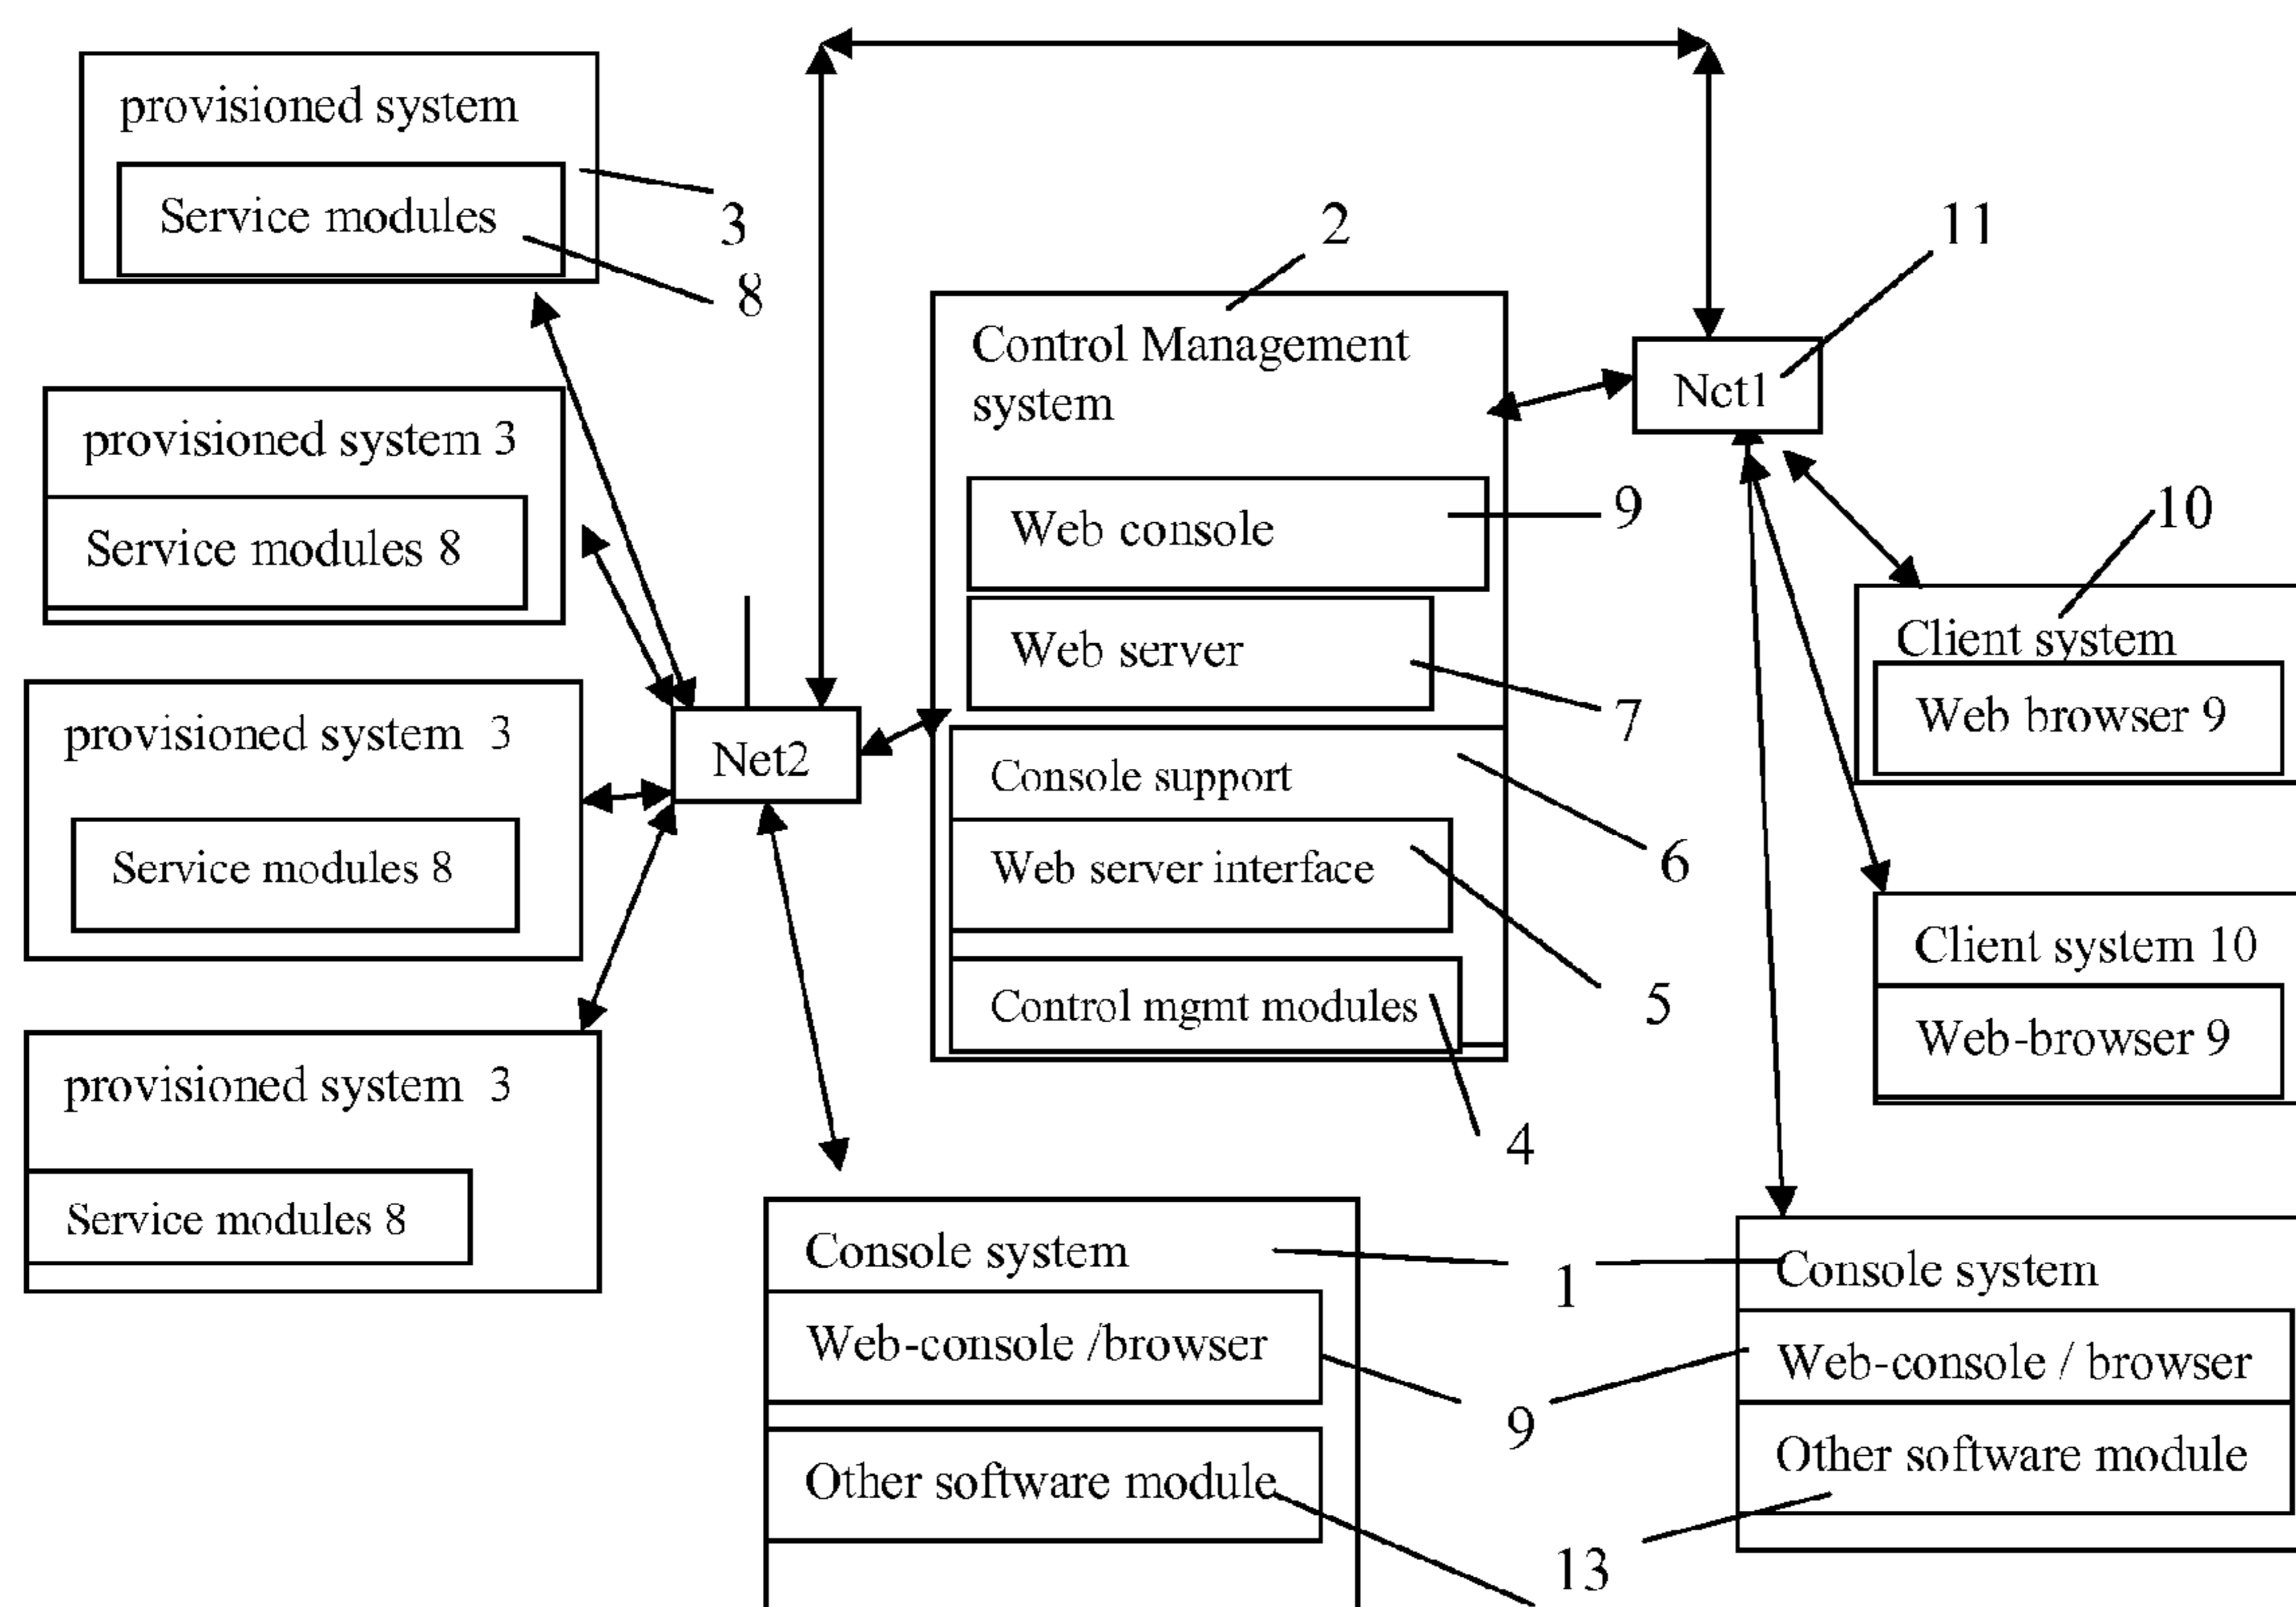 provisioned system
Service modules
3
8
provisioned system 3
Service modules 8
provisioned system 3
Service modules 8
provisioned system 3
Service modules 8
Net2
2
Control Management
system
Web console
9
Web server
7
Console support
6
Web server interface
5
Control mgmt modules
4
11
Net1
10
Client system
Web browser 9
Client system 10
Web-browser 9
Console system
1
Web-console /browser
9
Other software module
13
Console system
Web-console / browser
Other software module